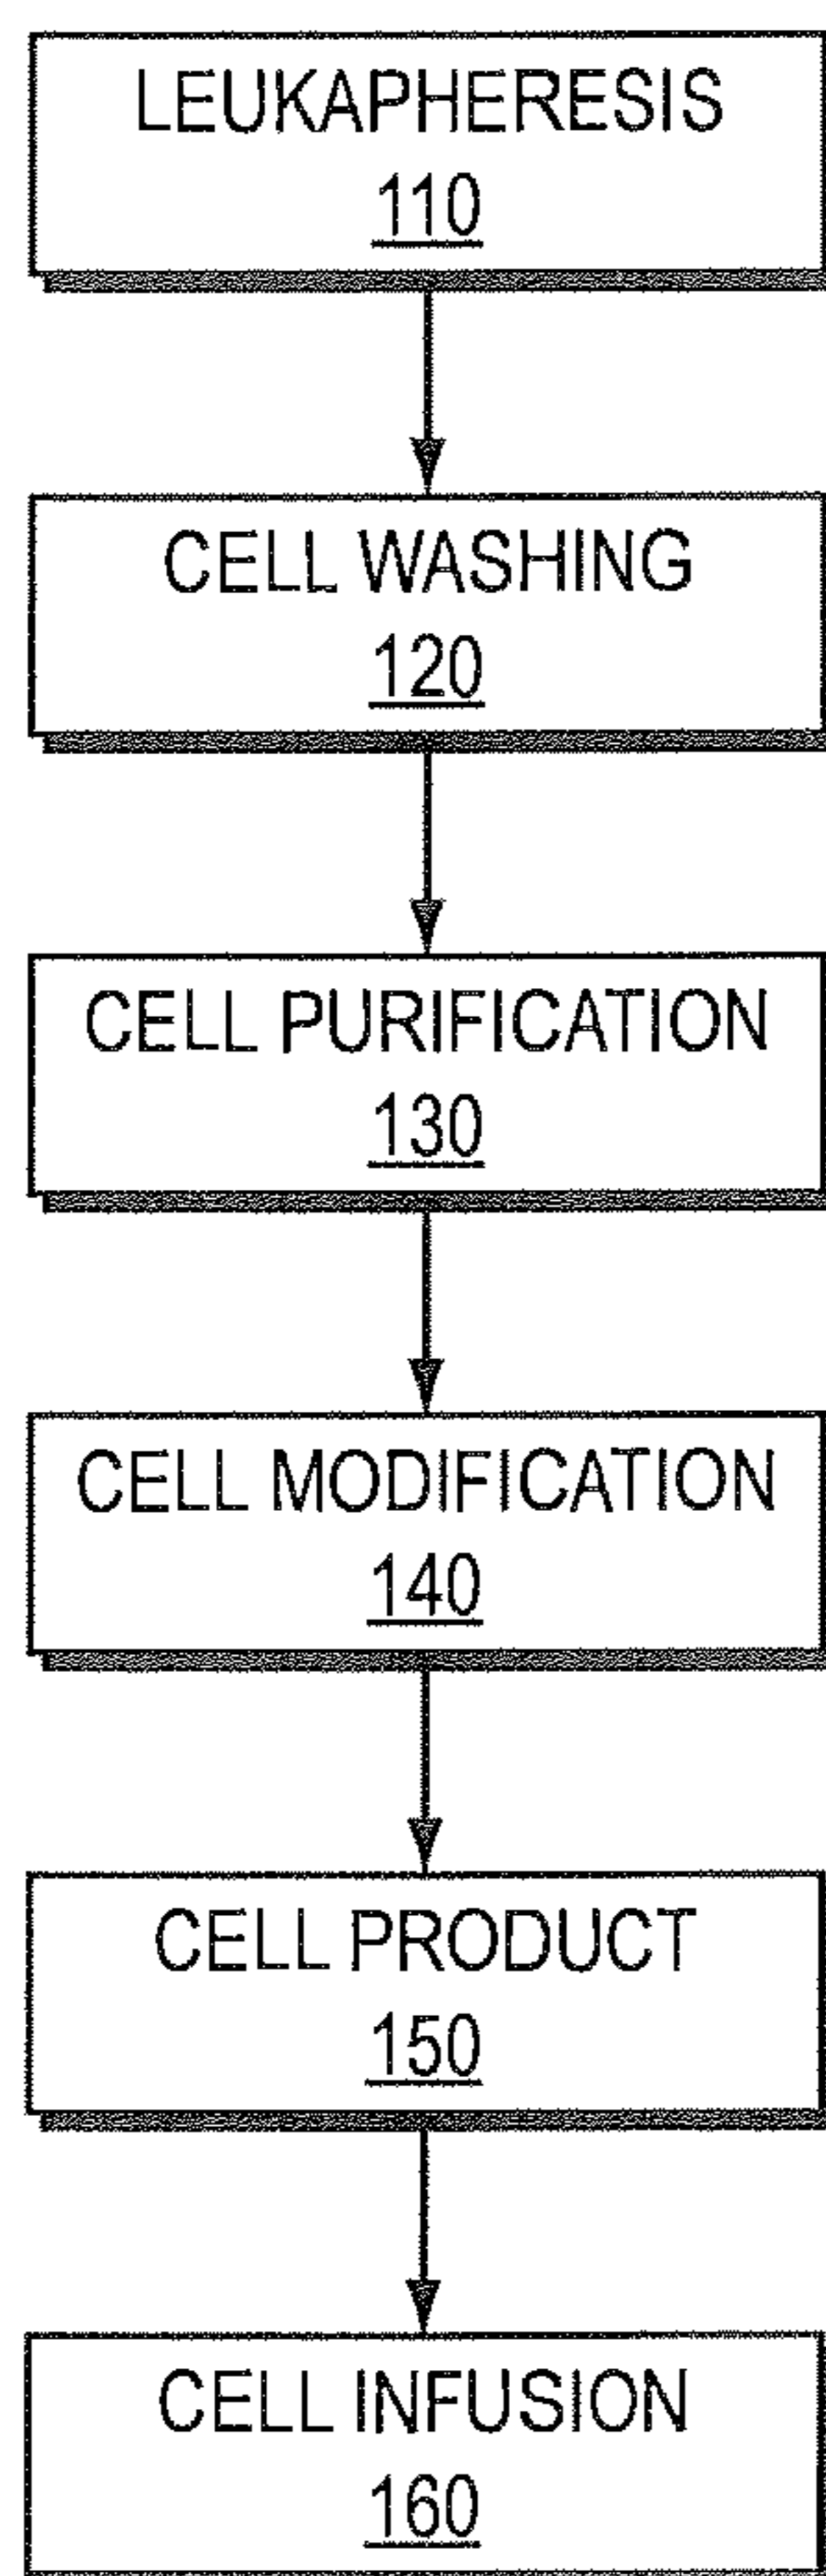 LEUKAPHERESIS
110
CELL WASHING
120
CELL PURIFICATION
130
CELL MODIFICATION
140
CELL PRODUCT
150
CELL INFUSION
160